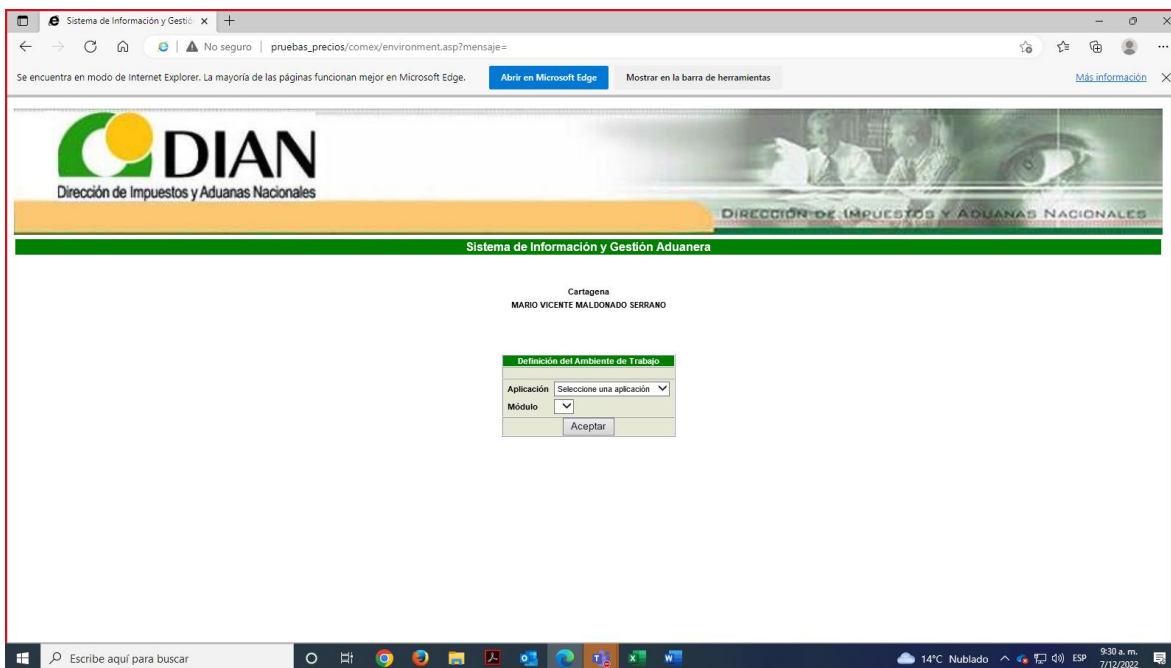 Sistema de Información y Gestió
No seguro
pruebas_precios/comex/environment.asp?mensaje=
Se encuentra en modo de Internet Explorer. La mayoría de las páginas funcionan mejor en Microsoft Edge.
Abrir en Microsoft Edge
Mostrar en la barra de herramientas
Más información
DIAN
Dirección de Impuestos y Aduanas Nacionales
DIRECCIÓN DE IMPUESTOS Y ADUANAS NACIONALES
Sistema de Información y Gestión Aduanera
Cartagena
MARIO VICENTE MALDONADO SERRANO
Definición del Ambiente de Trabajo
Aplicación Seleccione una aplicación
Módulo
Aceptar
Escribe aquí para buscar
14°C Nublado
ESP
9:30 a. m.
7/12/2022